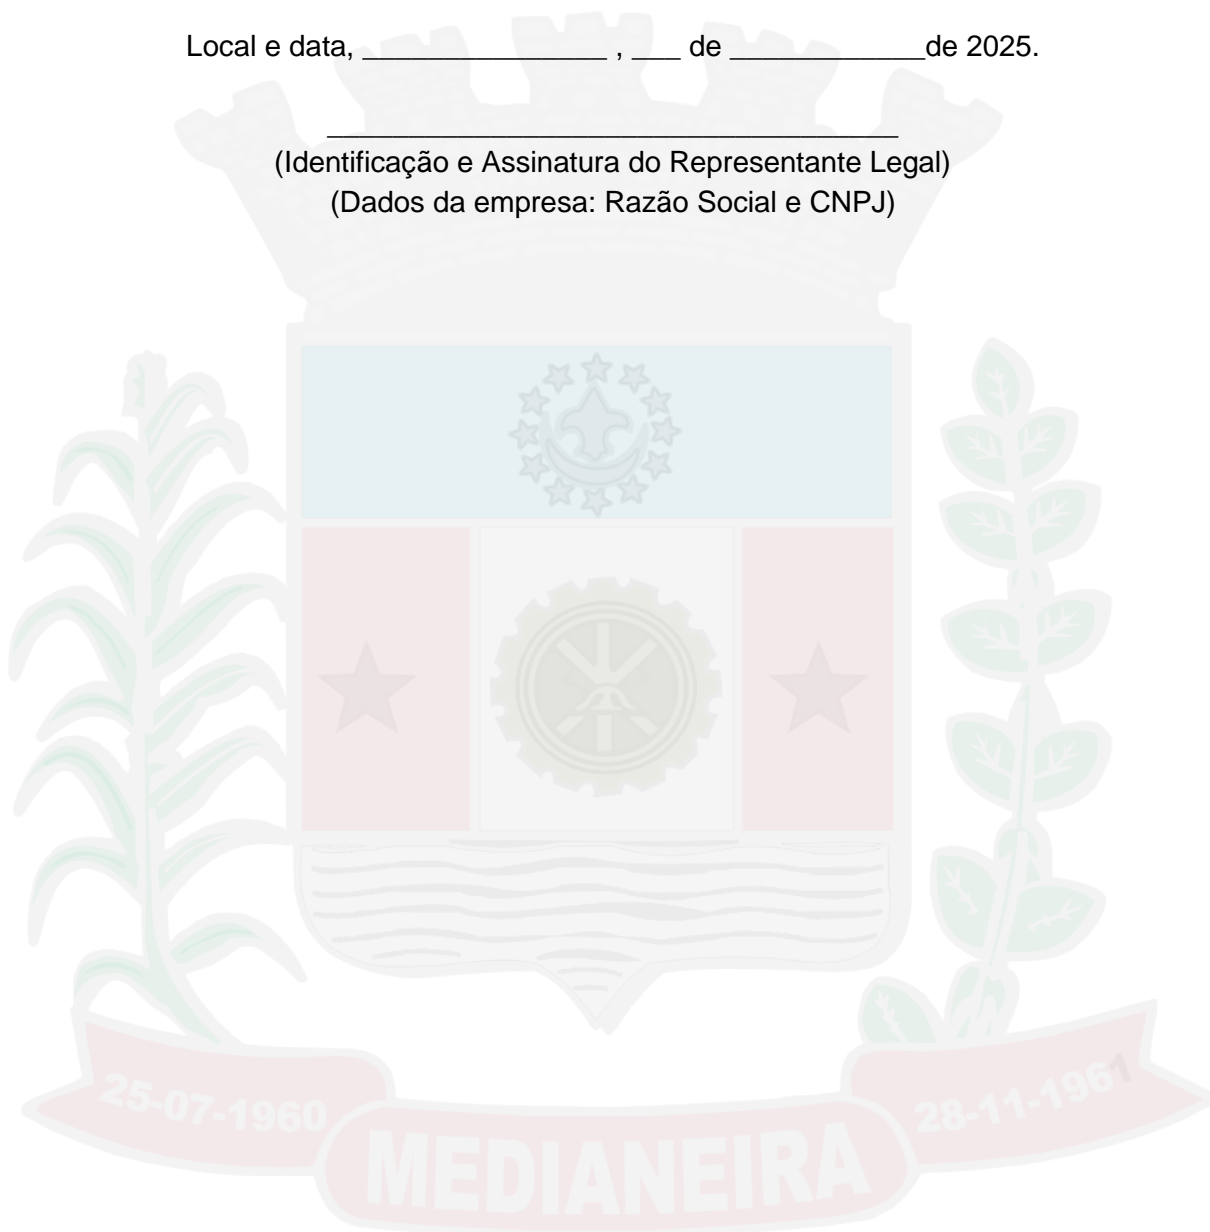 Local e data, _______________ , ___ de ____________de 2025.
___________________________________
(Identificação e Assinatura do Representante Legal)
(Dados da empresa: Razão Social e CNPJ)
25-07-1960
28-11-1961
MEDIANEIRA